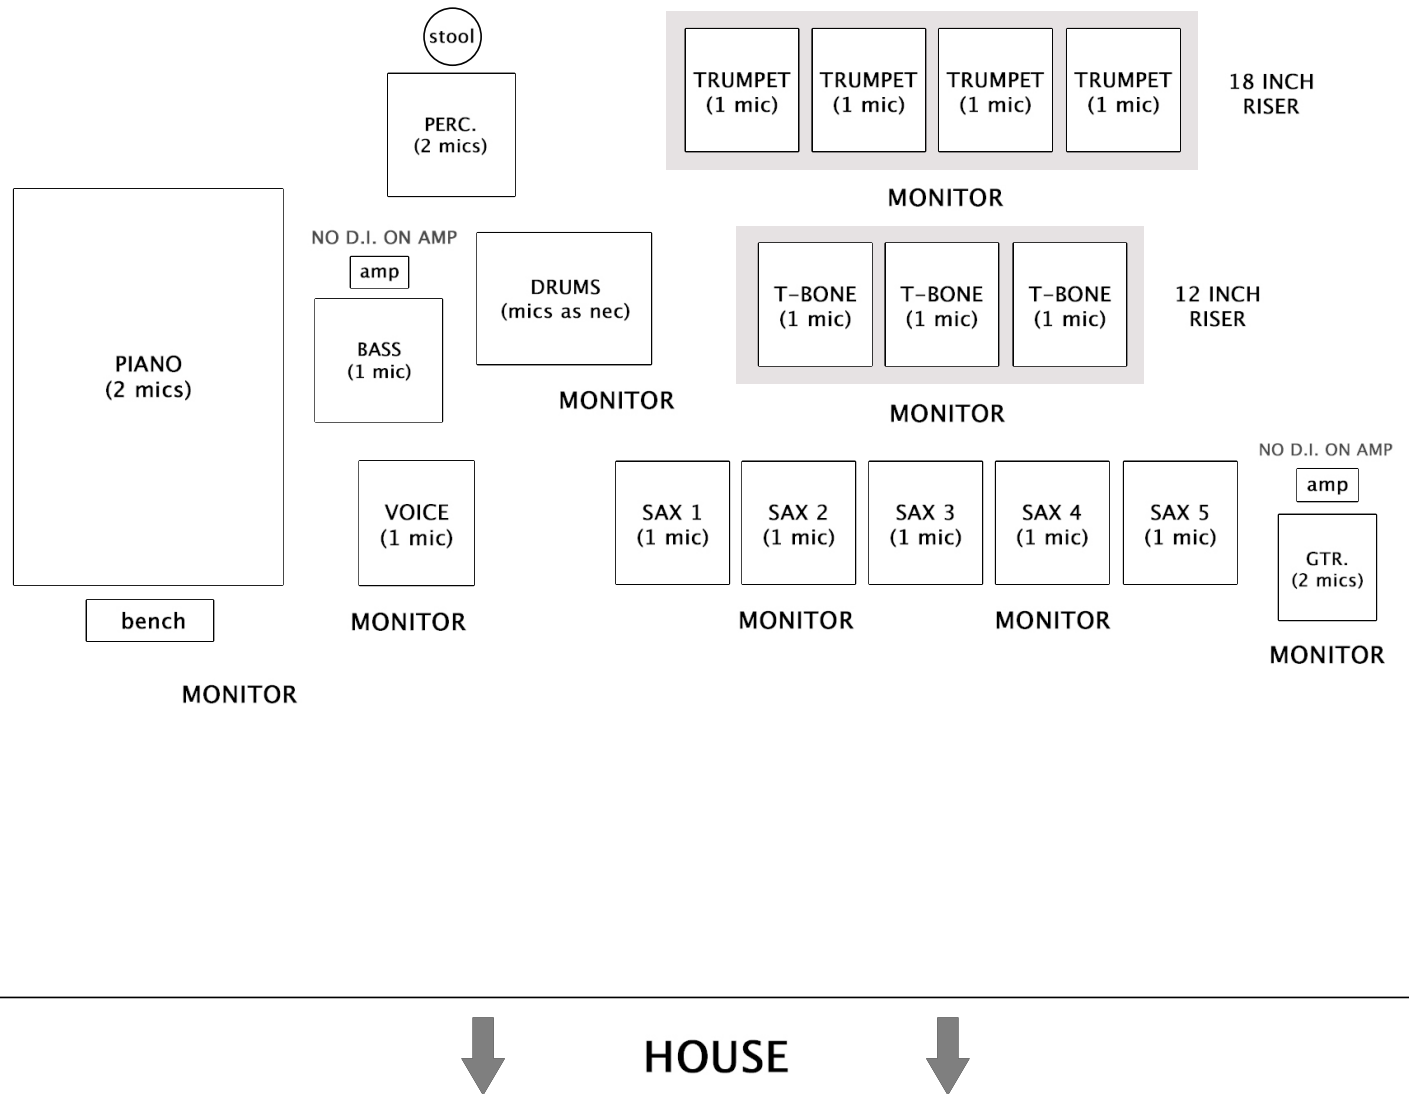 stool
PERC.
(2 mics)
TRUMPET
(1 mic)
TRUMPET
(1 mic)
TRUMPET
(1 mic)
TRUMPET
(1 mic)
18 INCH
RISER
MONITOR
PIANO
(2 mics)
bench
MONITOR
NO D.I. ON AMP
amp
BASS
(1 mic)
DRUMS
(mics as nec)
MONITOR
T-BONE
(1 mic)
T-BONE
(1 mic)
T-BONE
(1 mic)
12 INCH
RISER
MONITOR
VOICE
(1 mic)
MONITOR
SAX 1
(1 mic)
SAX 2
(1 mic)
SAX 3
(1 mic)
SAX 4
(1 mic)
SAX 5
(1 mic)
MONITOR
MONITOR
NO D.I. ON AMP
amp
GTR.
(2 mics)
MONITOR
HOUSE